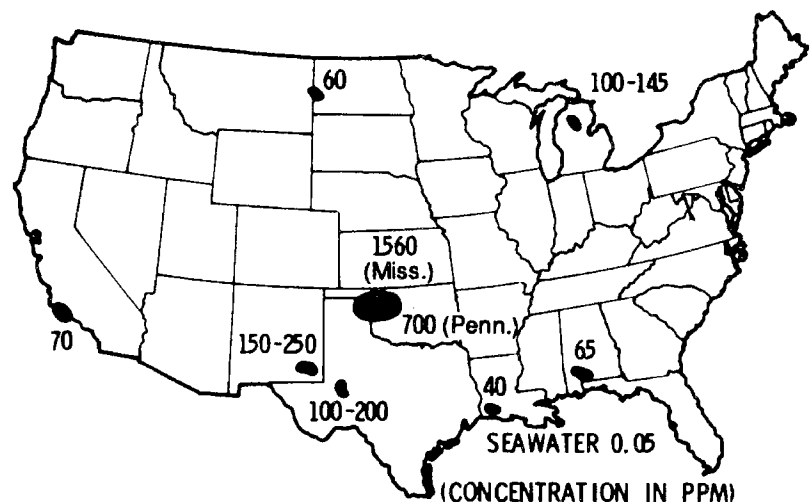 60
100-145
1560
(Miss.)
700 (Penn.)
70
150-250
100-200
40
65
SEAWATER 0.05
(CONCENTRATION IN PPM)